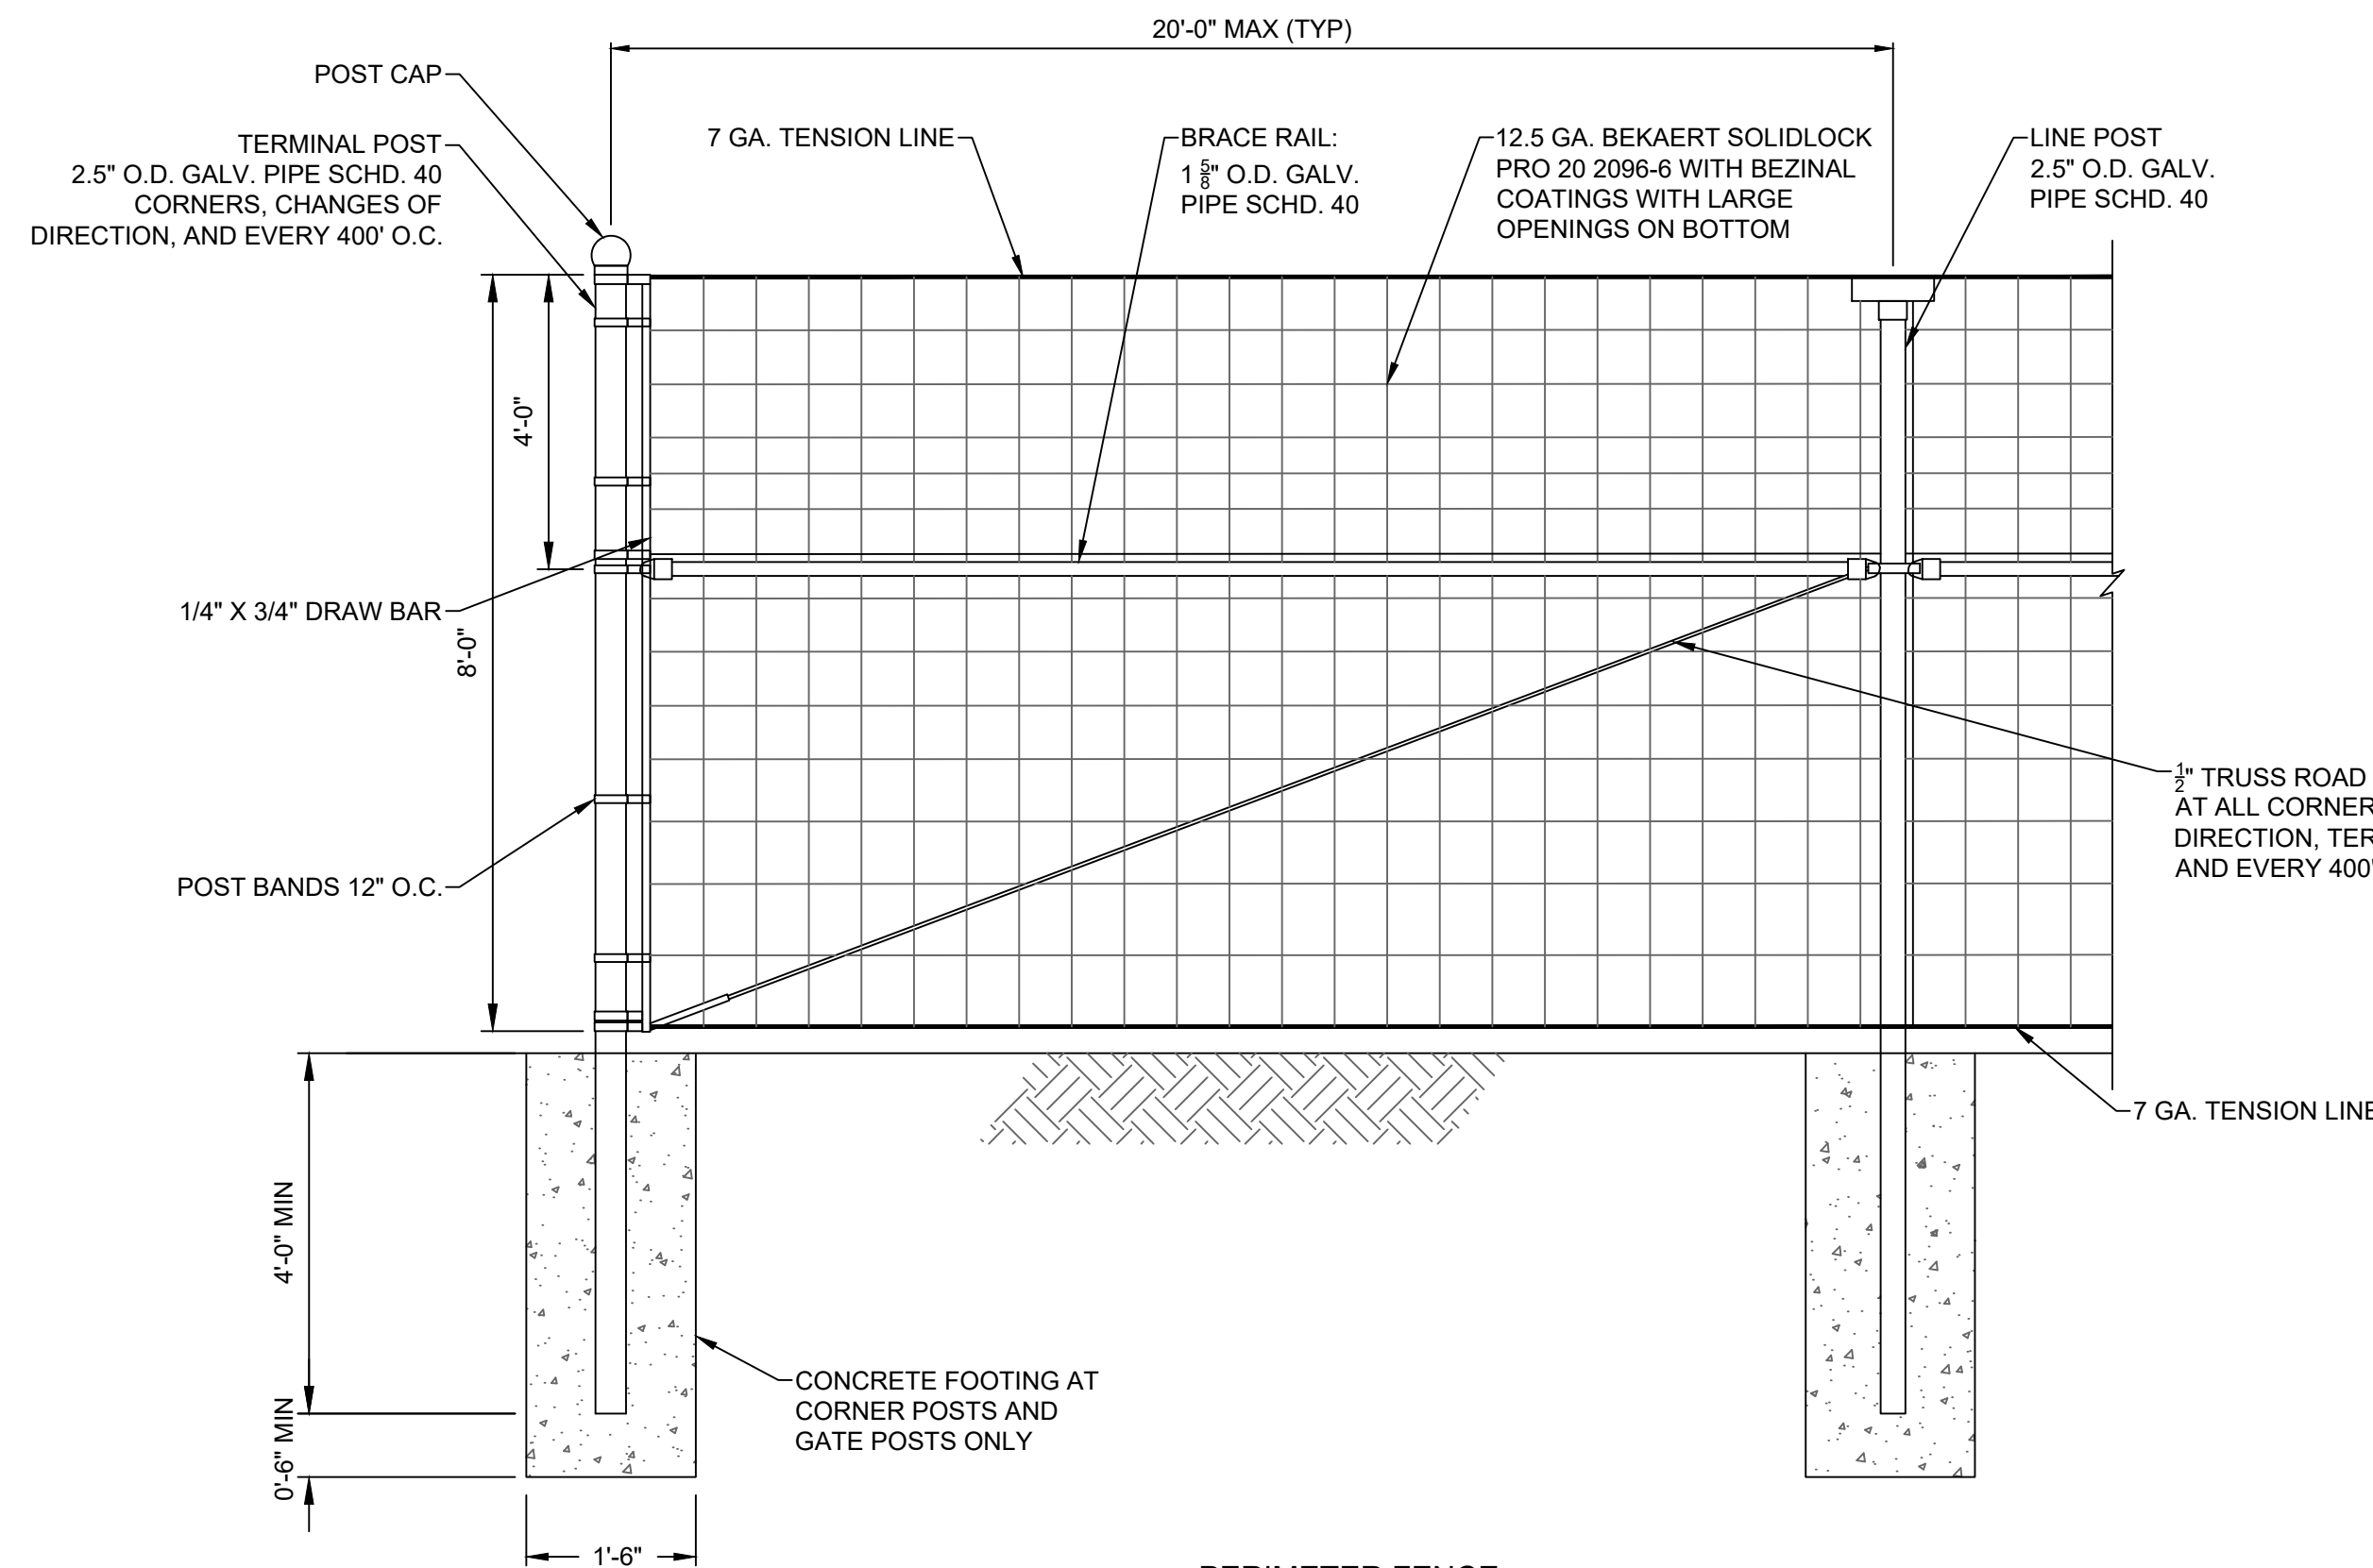 20'-0" MAX (TYP)
POST CAP
TERMINAL POST
2.5" O.D. GALV. PIPE SCHD. 40
CORNERS, CHANGES OF
DIRECTION, AND EVERY 400' O.C.
7 GA. TENSION LINE
BRACE RAIL:
1 5/8" O.D. GALV.
PIPE SCHD. 40
12.5 GA. BEKAERT SOLIDLOCK
PRO 20 2096-6 WITH BEZINAL
COATINGS WITH LARGE
OPENINGS ON BOTTOM
LINE POST
2.5" O.D. GALV.
PIPE SCHD. 40
4'-0"
8'-0"
1/4" X 3/4" DRAW BAR
POST BANDS 12" O.C.
1/2" TRUSS ROAD
AT ALL CORNER
DIRECTION, TER
AND EVERY 400'
7 GA. TENSION LINE
4'-0" MIN
0'-6" MIN
CONCRETE FOOTING AT
CORNER POSTS AND
GATE POSTS ONLY
1'-6"
PERIMETER FENCE